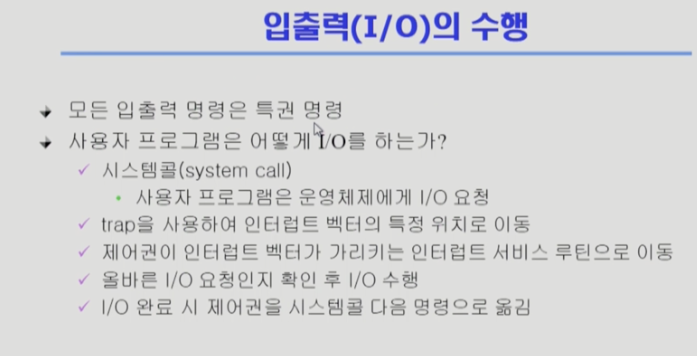 입출력(I/O)의 수행
모든 입출력 명령은 특권 명령
사용자 프로그램은 어떻게 I/O를 하는가?
시스템콜(system call)
사용자 프로그램은 운영체제에게 I/O 요청
trap을 사용하여 인터럽트 벡터의 특정 위치로 이동
제어권이 인터럽트 벡터가 가리키는 인터럽트 서비스 루틴으로 이동
올바른 I/O 요청인지 확인 후 I/O 수행
I/O 완료 시 제어권을 시스템콜 다음 명령으로 옮김